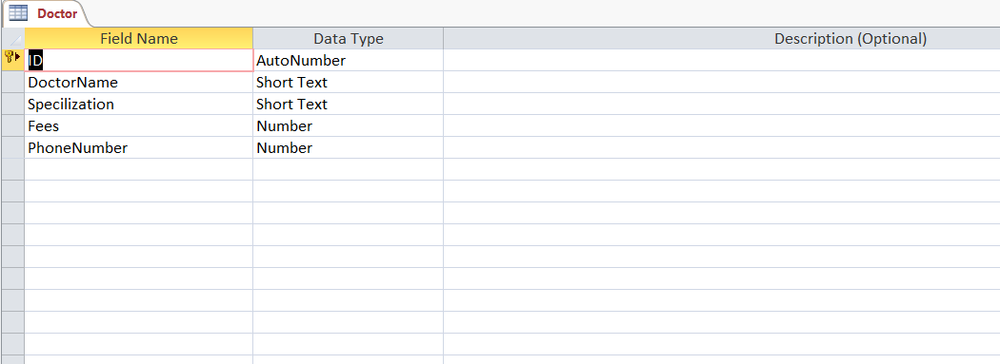 Doctor
Field Name Data Type Description (Optional)
ID AutoNumber
DoctorName Short Text
Specilization Short Text
Fees Number
PhoneNumber Number